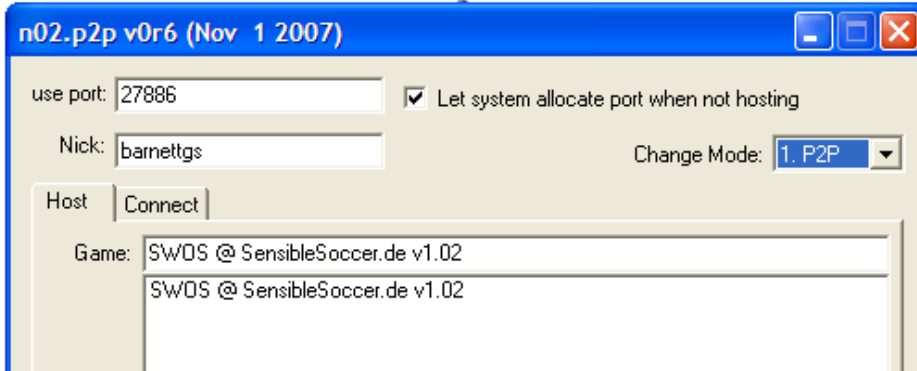 n02.p2p v0r6 (Nov 1 2007)
use port: 27886
Let system allocate port when not hosting
Nick: barnettgs
Change Mode: 1. P2P
Host Connect
Game: SWOS @ SensibleSoccer.de v1.02
SWOS @ SensibleSoccer.de v1.02